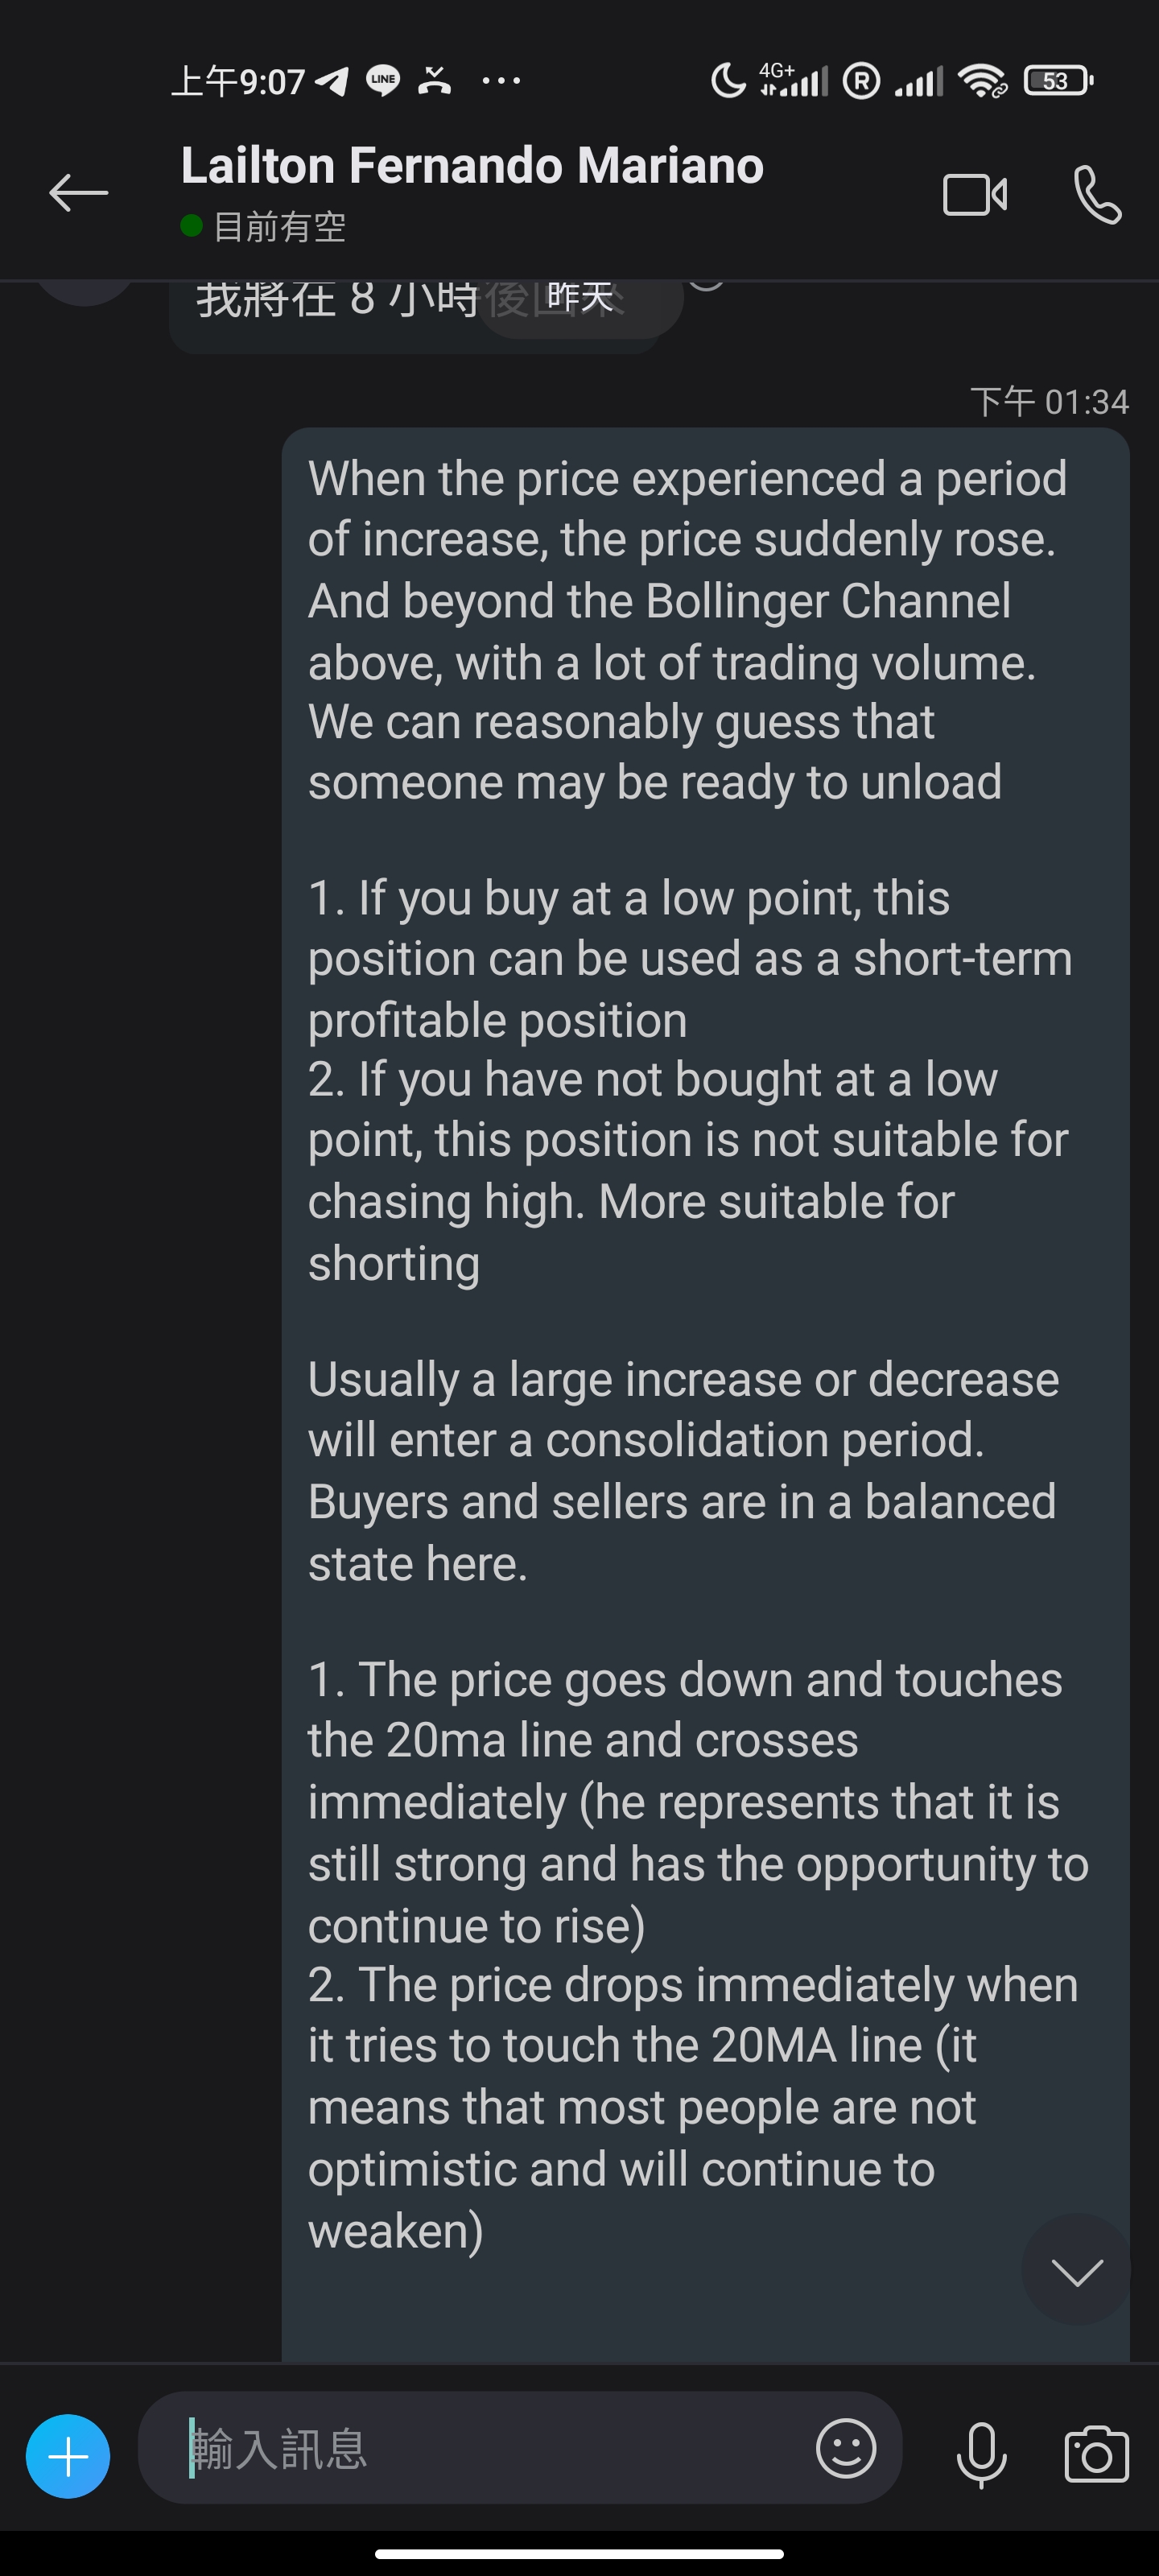 上午9:07 LINE ... 4G+ R 53
Lailton Fernando Mariano
目前有空
我將在 8 小時後回來
昨天
下午 01:34
When the price experienced a period
of increase, the price suddenly rose.
And beyond the Bollinger Channel
above, with a lot of trading volume.
We can reasonably guess that
someone may be ready to unload
1. If you buy at a low point, this
position can be used as a short-term
profitable position
2. If you have not bought at a low
point, this position is not suitable for
chasing high. More suitable for
shorting
Usually a large increase or decrease
will enter a consolidation period.
Buyers and sellers are in a balanced
state here.
1. The price goes down and touches
the 20ma line and crosses
immediately (he represents that it is
still strong and has the opportunity to
continue to rise)
2. The price drops immediately when
it tries to touch the 20MA line (it
means that most people are not
optimistic and will continue to
weaken)
輸入訊息